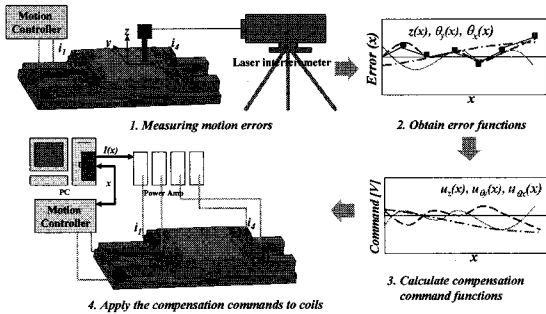 Motion
Controller
i1
z
y
i4
Laser interferometer
1. Measuring motion errors
Error (x)
z(x), θy(x), θx(x)
x
2. Obtain error functions
Command [V]
uz(x), uθy(x), uθx(x)
x
3. Calculate compensation
command functions
I(x)
x
PC
Power Amp
Motion
Controller
i1
i4
4. Apply the compensation commands to coils